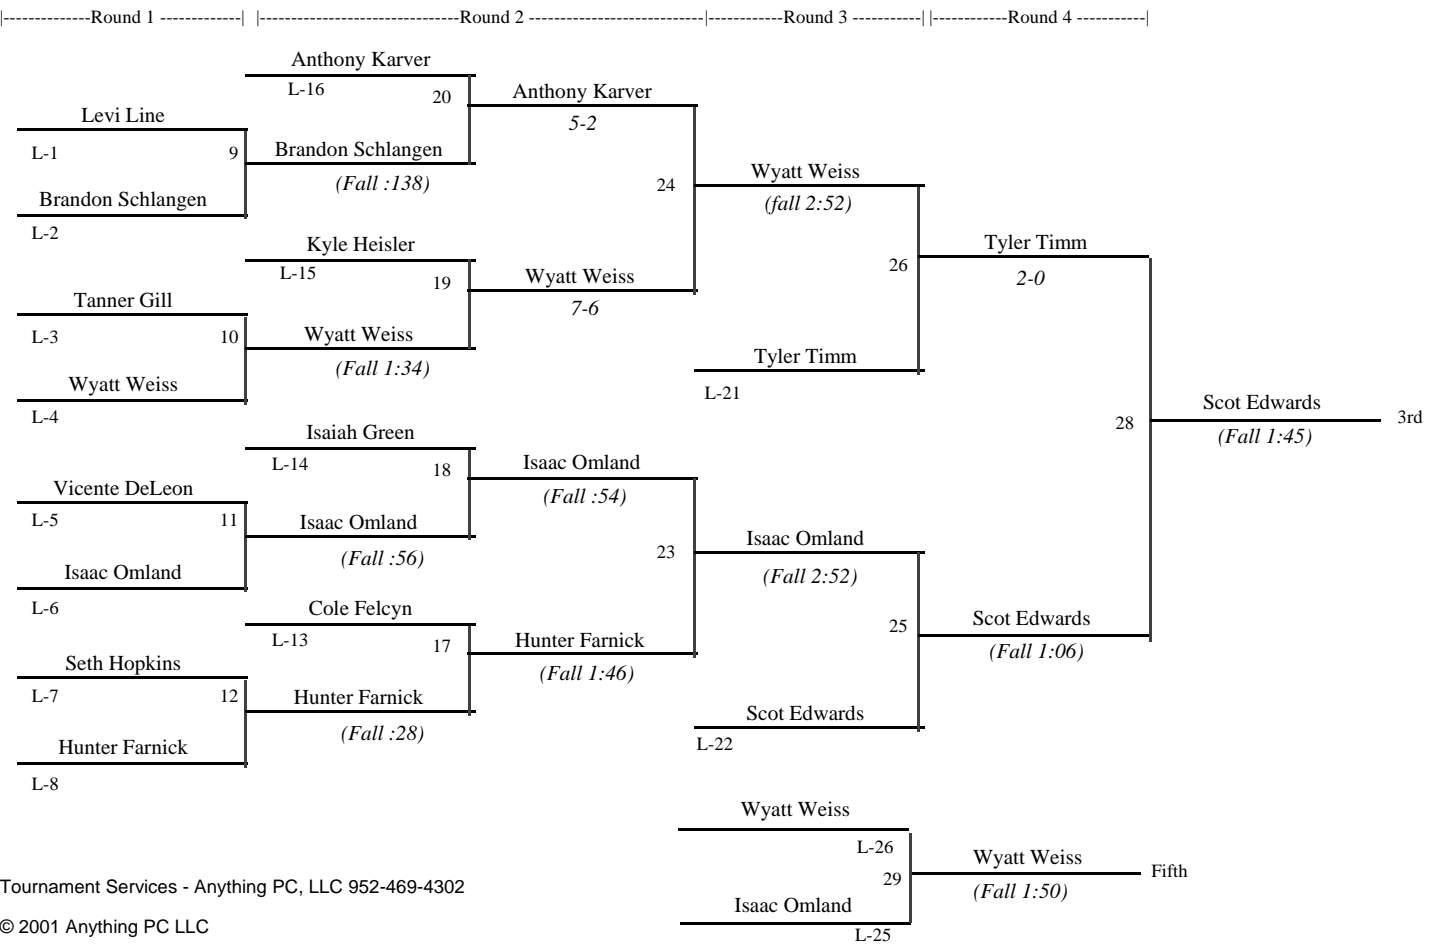 |---------------Round 1 --------------| |-----------------------------------Round 2 --------------------------|-------------Round 3 ------------| |-------------Round 4 ------------|
Anthony Karver
L-16
20
Anthony Karver
5-2
Levi Line
L-1
9
Brandon Schlangen
(Fall :138)
Brandon Schlangen
L-2
24
Wyatt Weiss
(fall 2:52)
Kyle Heisler
L-15
19
Wyatt Weiss
7-6
Tanner Gill
L-3
10
Wyatt Weiss
(Fall 1:34)
Wyatt Weiss
L-4
26
Tyler Timm
2-0
Tyler Timm
L-21
28
Scot Edwards
(Fall 1:45)
3rd
Isaiah Green
L-14
18
Isaac Omland
(Fall :54)
Vicente DeLeon
L-5
11
Isaac Omland
(Fall :56)
Isaac Omland
L-6
23
Isaac Omland
(Fall 2:52)
Cole Felcyn
L-13
17
Hunter Farnick
(Fall 1:46)
Seth Hopkins
L-7
12
Hunter Farnick
(Fall :28)
Hunter Farnick
L-8
25
Scot Edwards
(Fall 1:06)
Scot Edwards
L-22
Wyatt Weiss
L-26
29
Wyatt Weiss
(Fall 1:50)
Fifth
Isaac Omland
L-25
Tournament Services - Anything PC, LLC 952-469-4302
© 2001 Anything PC LLC